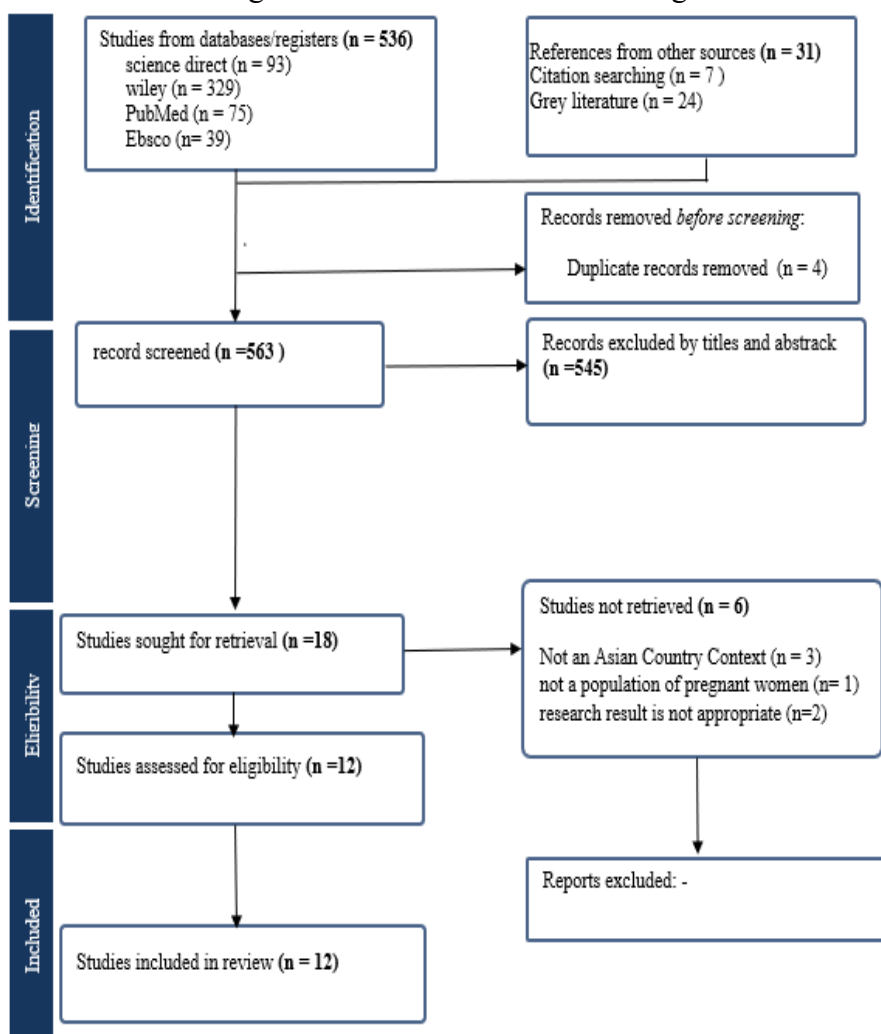 Studies from databases/registers (n = 536)
science direct (n = 93)
wiley (n = 329)
PubMed (n = 75)
Ebsco (n= 39)
References from other sources (n = 31)
Citation searching (n = 7 )
Grey literature (n = 24)
Identification
Records removed before screening:
Duplicate records removed (n = 4)
record screened (n =563 )
Records excluded by titles and abstrack
(n =545)
Screening
Studies sought for retrieval (n =18)
Studies not retrieved (n = 6)
Not an Asian Country Context (n = 3)
not a population of pregnant women (n= 1)
research result is not appropriate (n=2)
Eligibility
Studies assessed for eligibility (n =12)
Reports excluded: -
Included
Studies included in review (n = 12)